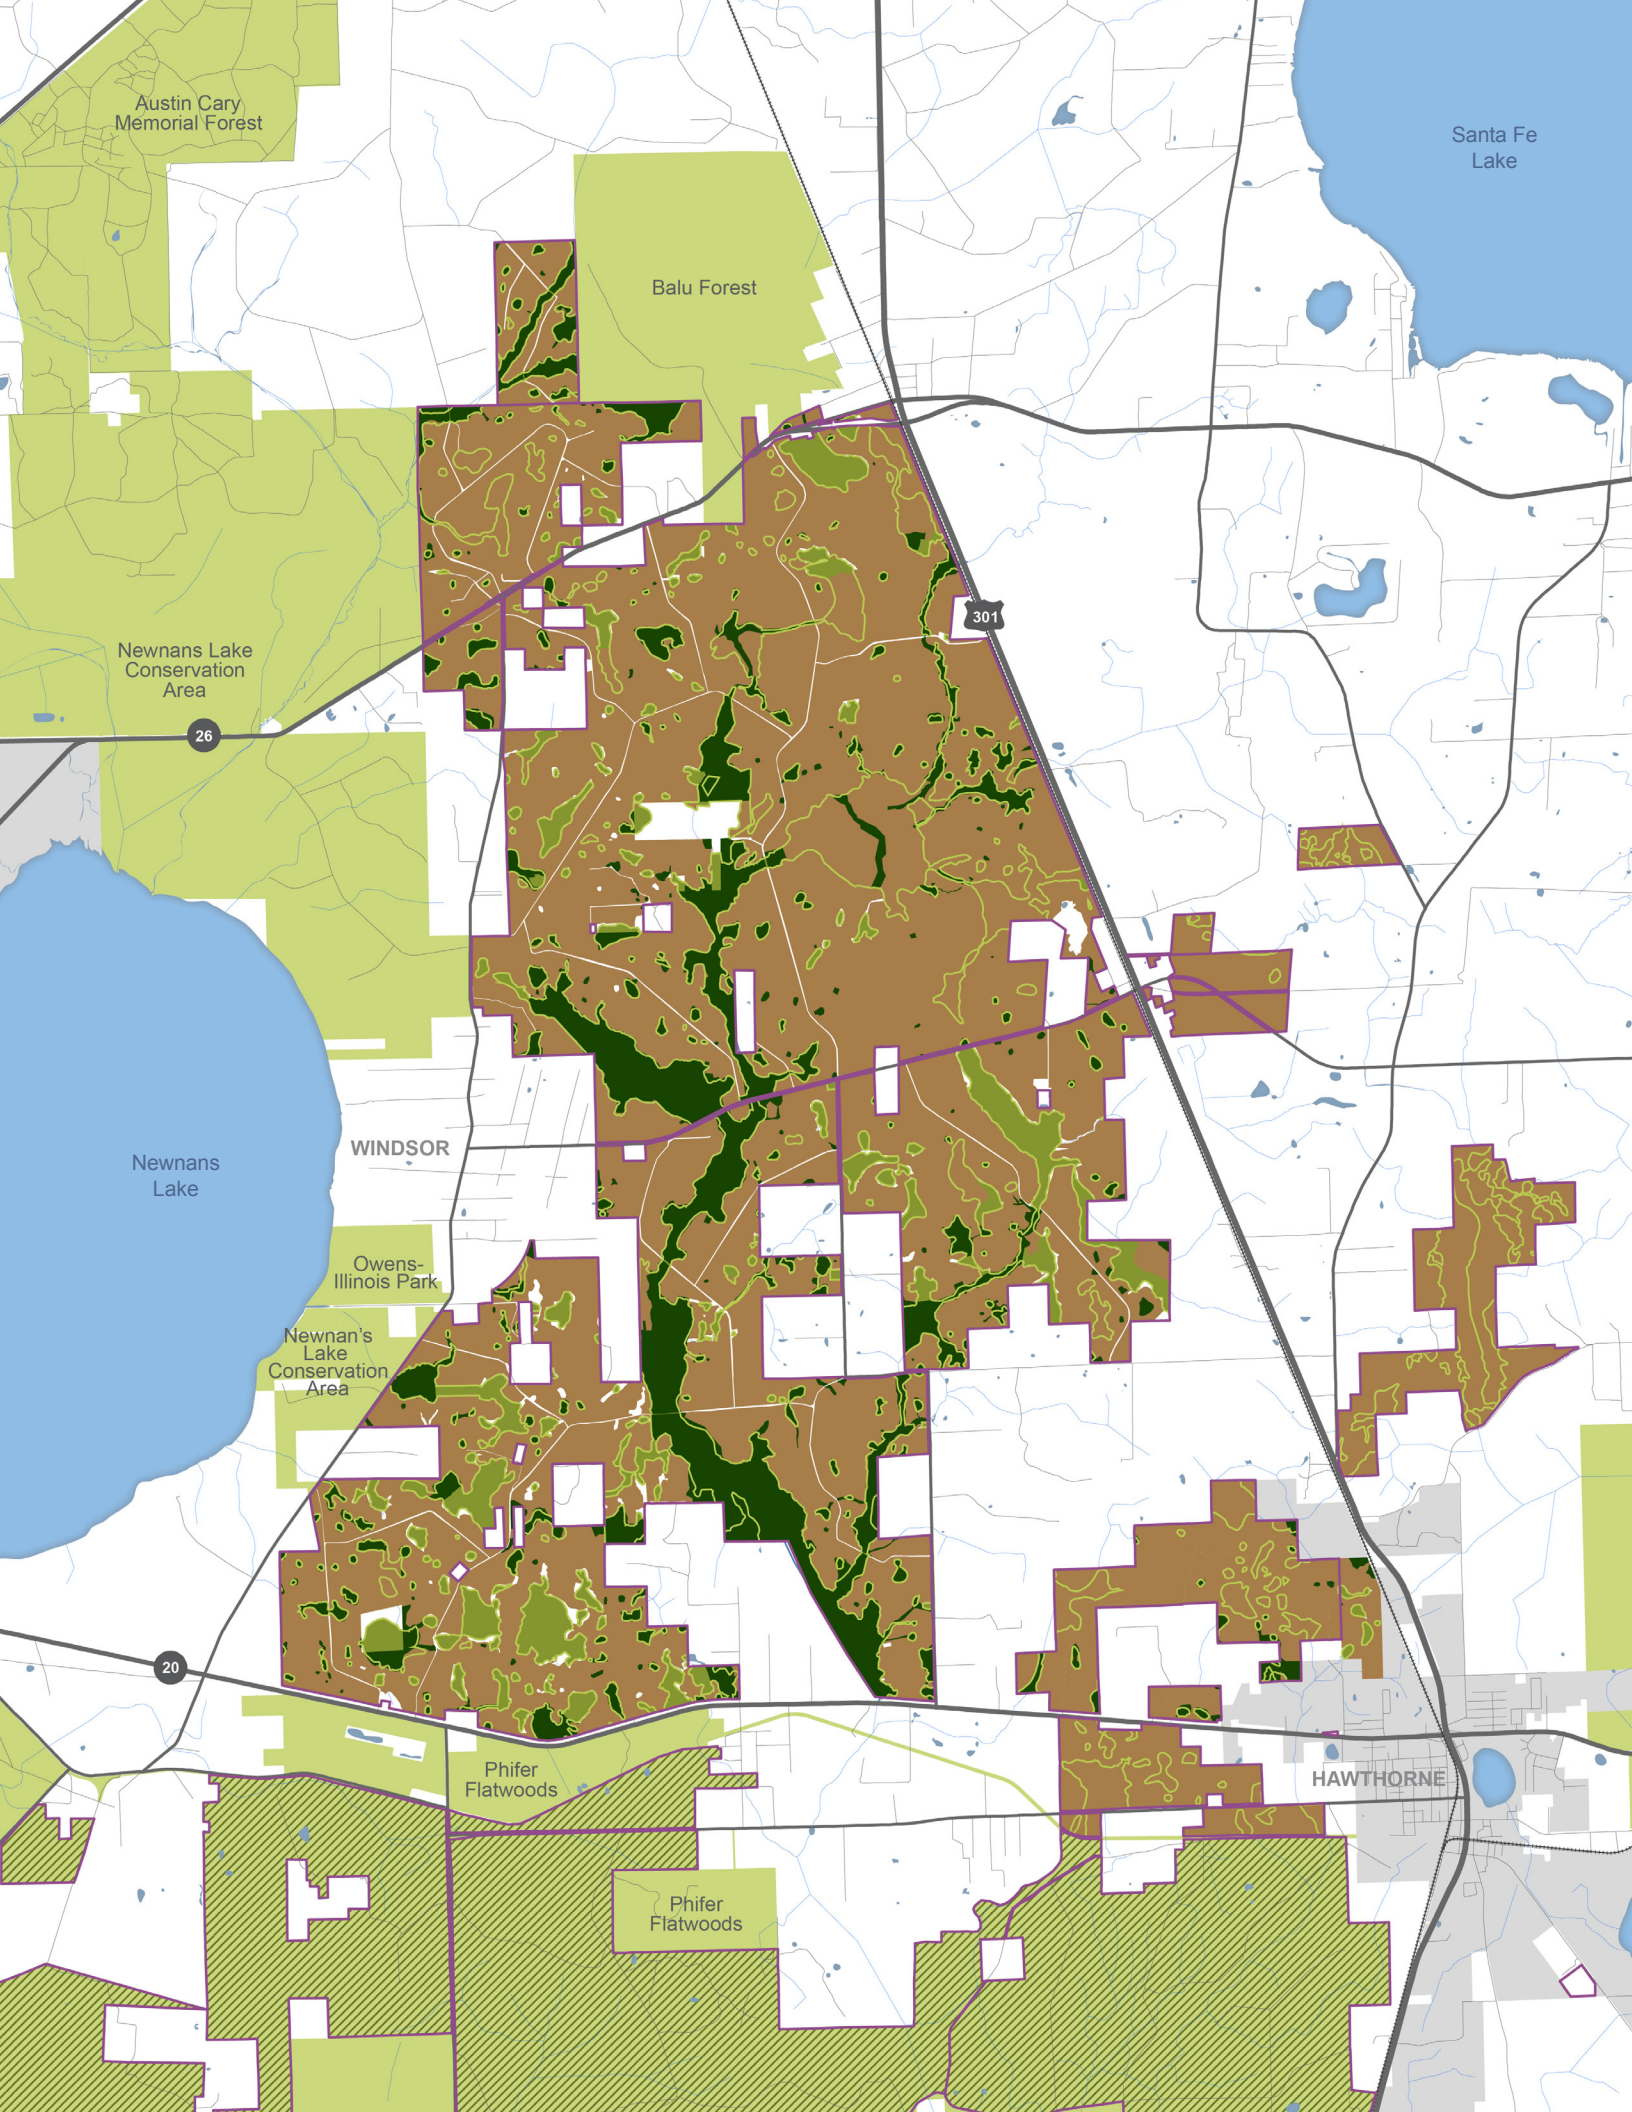 Austin Cary
Memorial Forest
Santa Fe
Lake
Balu Forest
301
Newnans Lake
Conservation
Area
26
WINDSOR
Newnans
Lake
Owens-
Illinois Park
Newnan's
Lake
Conservation
Area
20
Phifer
Flatwoods
HAWTHORNE
Phifer
Flatwoods